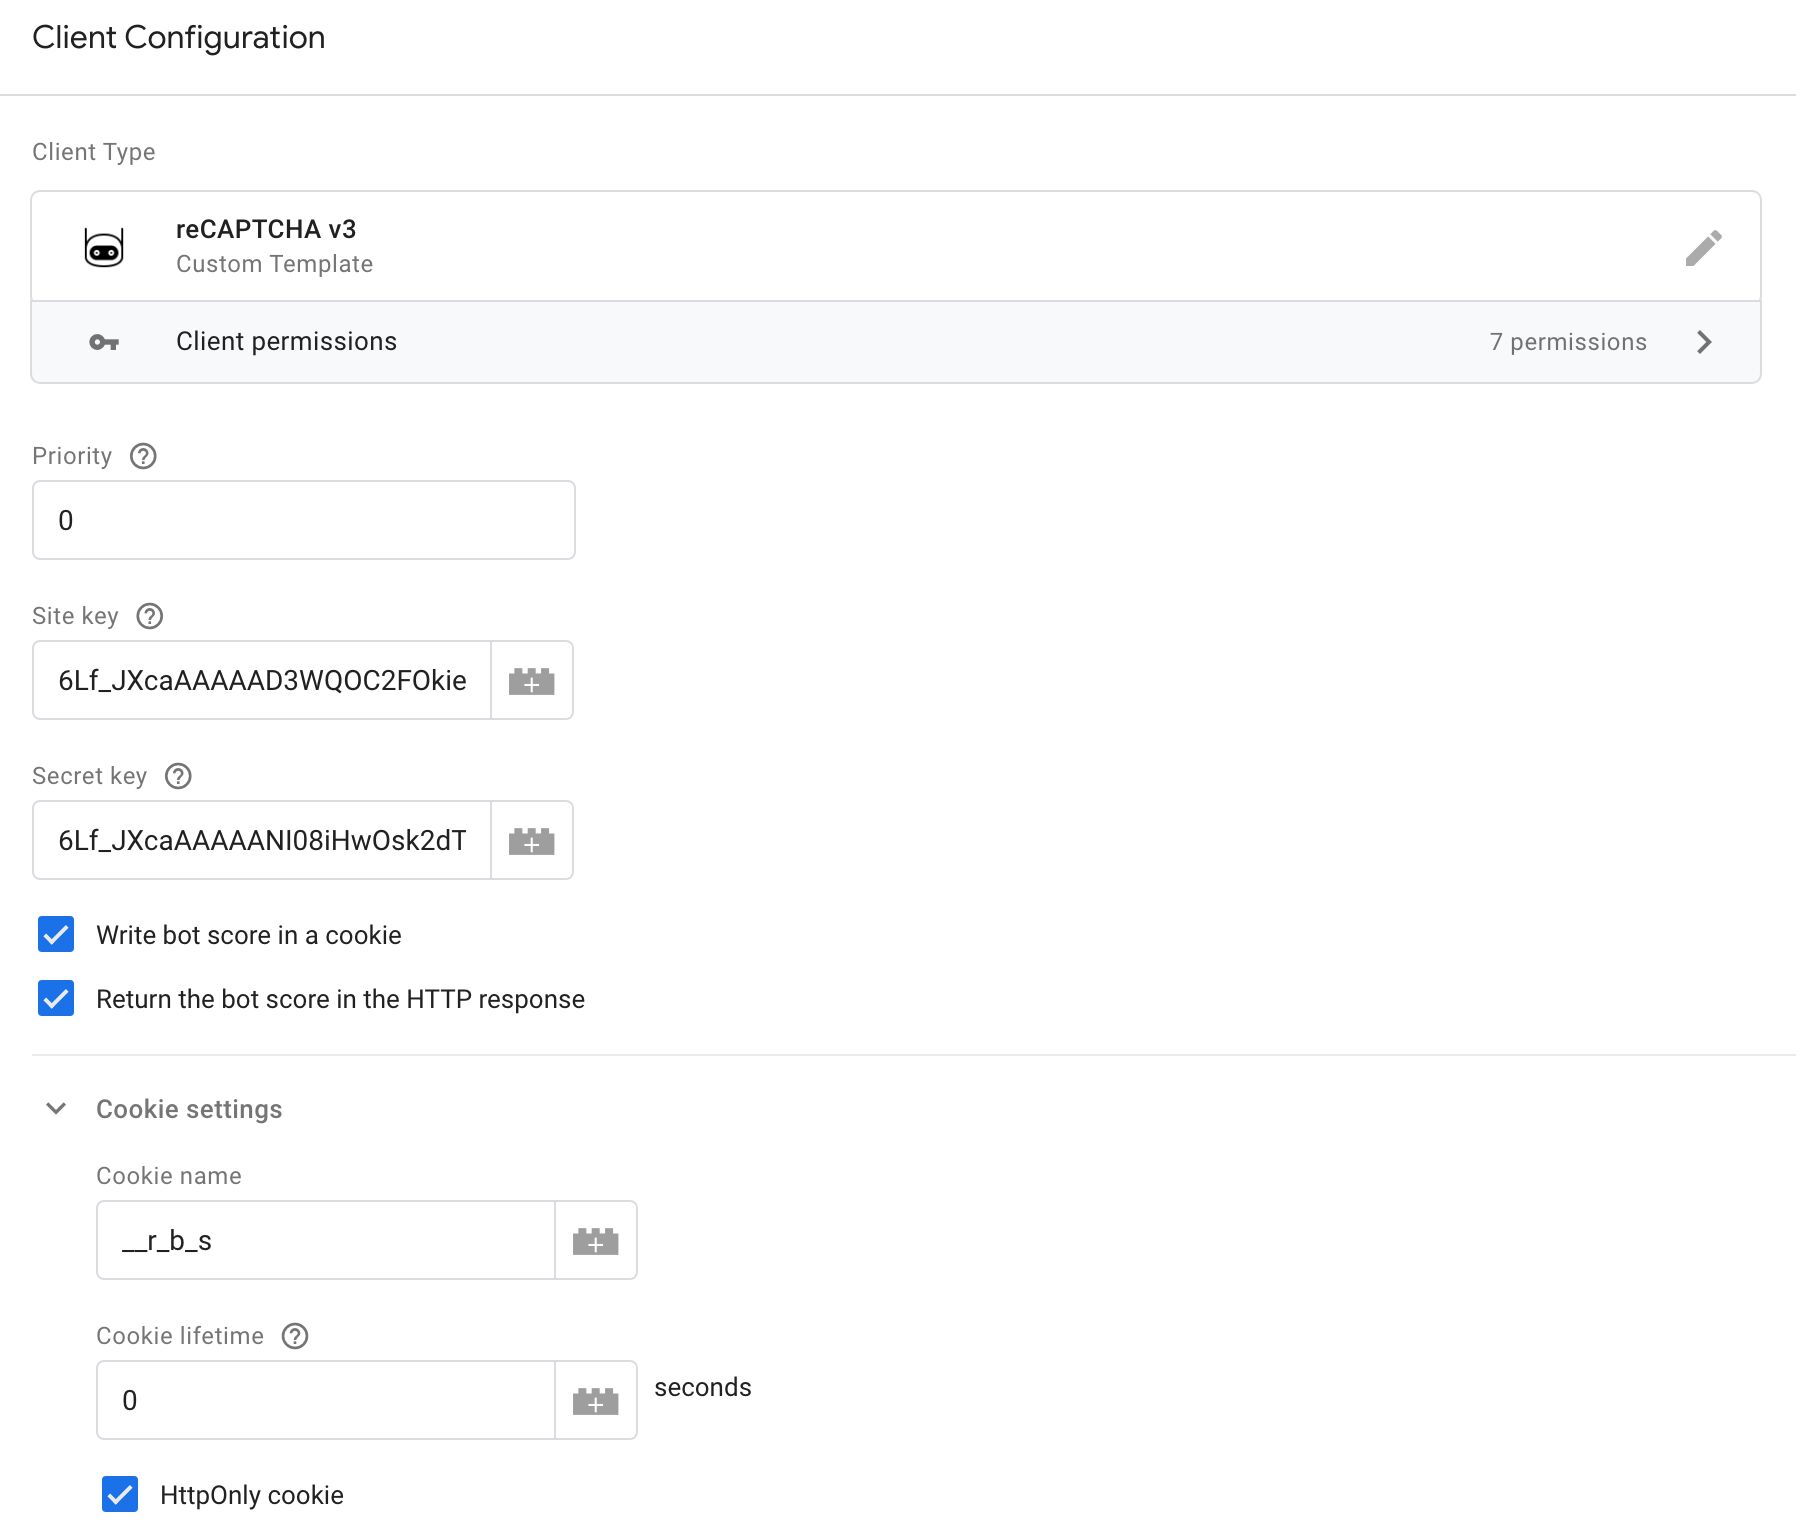 Client Configuration
Client Type
reCAPTCHA v3
Custom Template
Client permissions
7 permissions
Priority
0
Site key
6Lf_JXcaAAAAAD3WQOC2FOkie
Secret key
6Lf_JXcaAAAAANI08iHwOsk2dT
Write bot score in a cookie
Return the bot score in the HTTP response
Cookie settings
Cookie name
__r_b_s
Cookie lifetime
0
seconds
HttpOnly cookie